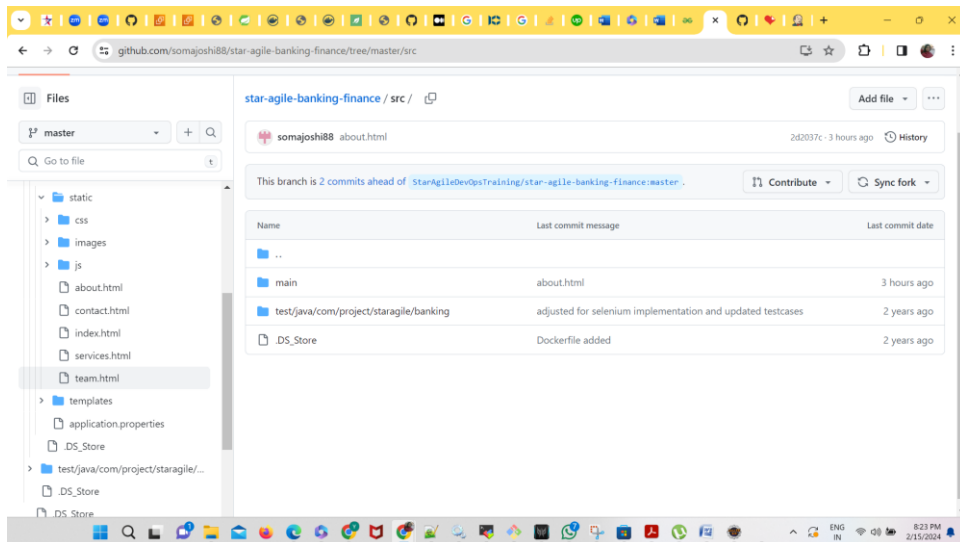 github.com/somajoshi88/star-agile-banking-finance/tree/master/src
Files
master
Go to file
t
static
css
images
js
about.html
contact.html
index.html
services.html
team.html
templates
application.properties
.DS_Store
test/java/com/project/staragile/...
.DS_Store
.DS_Store
star-agile-banking-finance / src /
Add file
somajoshi88 about.html
2d2037c · 3 hours ago History
This branch is 2 commits ahead of StarAgileDevOpsTraining/star-agile-banking-finance:master .
Contribute
Sync fork
Name Last commit message Last commit date
..
main about.html 3 hours ago
test/java/com/project/staragile/banking adjusted for selenium implementation and updated testcases 2 years ago
.DS_Store Dockerfile added 2 years ago
ENG
IN
8:23 PM
2/15/2024